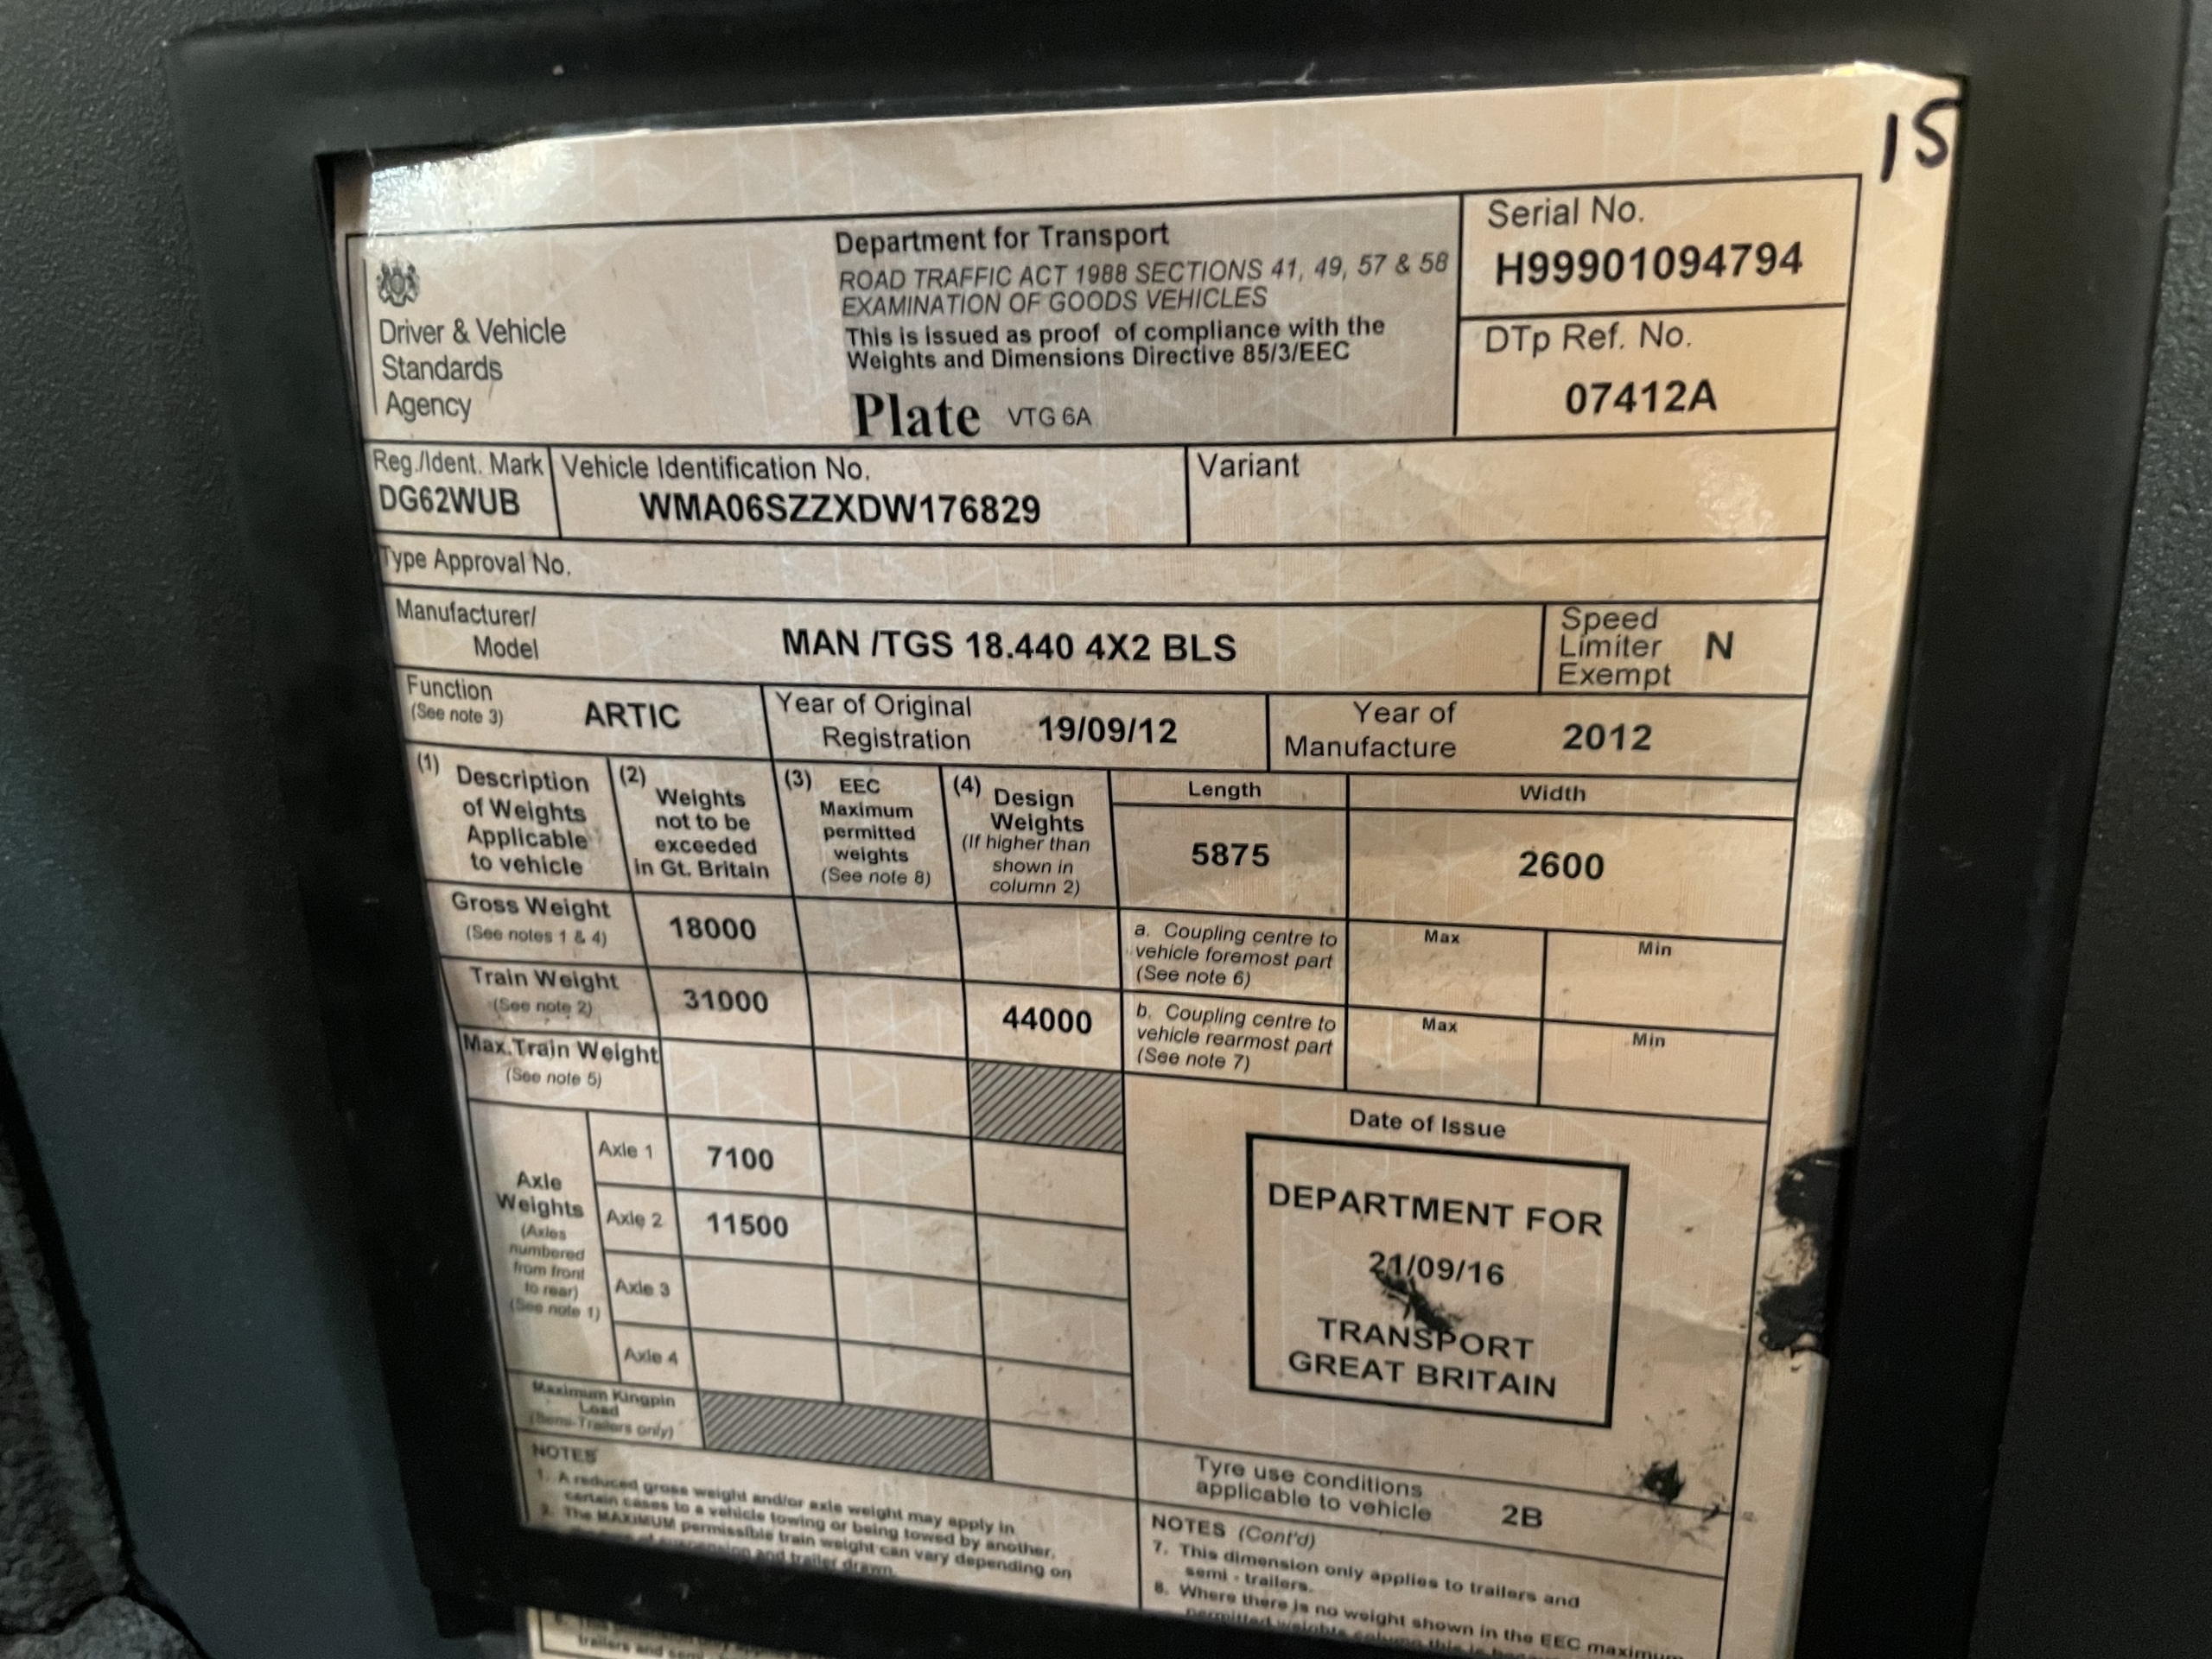 15
Driver & Vehicle
Standards
Agency
Department for Transport
ROAD TRAFFIC ACT 1988 SECTIONS 41, 49, 57 & 58
EXAMINATION OF GOODS VEHICLES
This is issued as proof of compliance with the
Weights and Dimensions Directive 85/3/EEC
Plate VTG 6A
Serial No.
H99901094794
DTp Ref. No.
07412A
Reg./Ident. Mark
DG62WUB
Vehicle Identification No.
WMA06SZZXDW176829
Variant
Type Approval No.
Manufacturer/
Model
MAN /TGS 18.440 4X2 BLS
Speed
Limiter
Exempt
N
Function
(See note 3)
ARTIC
Year of Original
Registration
19/09/12
Year of
Manufacture
2012
(1) Description
of Weights
Applicable
to vehicle
(2) Weights
not to be
exceeded
in Gt. Britain
(3) EEC
Maximum
permitted
weights
(See note 8)
(4) Design
Weights
(If higher than
shown in
column 2)
Length
5875
Width
2600
Gross Weight
(See notes 1 & 4)
18000
a. Coupling centre to
vehicle foremost part
(See note 6)
Max
Min
Train Weight
(See note 2)
31000
44000
b. Coupling centre to
vehicle rearmost part
(See note 7)
Max
Min
Max.Train Weight
(See note 5)
Axle
Weights
(Axles
numbered
from front
to rear)
(See note 1)
Axle 1
7100
Axle 2
11500
Axle 3
Axle 4
Maximum Kingpin
Load
(Semi-Trailers only)
Date of Issue
DEPARTMENT FOR
21/09/16
TRANSPORT
GREAT BRITAIN
Tyre use conditions
applicable to vehicle
2B
NOTES
1. A reduced gross weight and/or axle weight may apply in
certain cases to a vehicle towing or being towed by another.
2. The MAXIMUM permissible train weight can vary depending on
suspension and trailer drawn.
NOTES (Cont'd)
7. This dimension only applies to trailers and
semi - trailers.
8. Where there is no weight shown in the EEC maximum
permitted weights column this is
trailers and